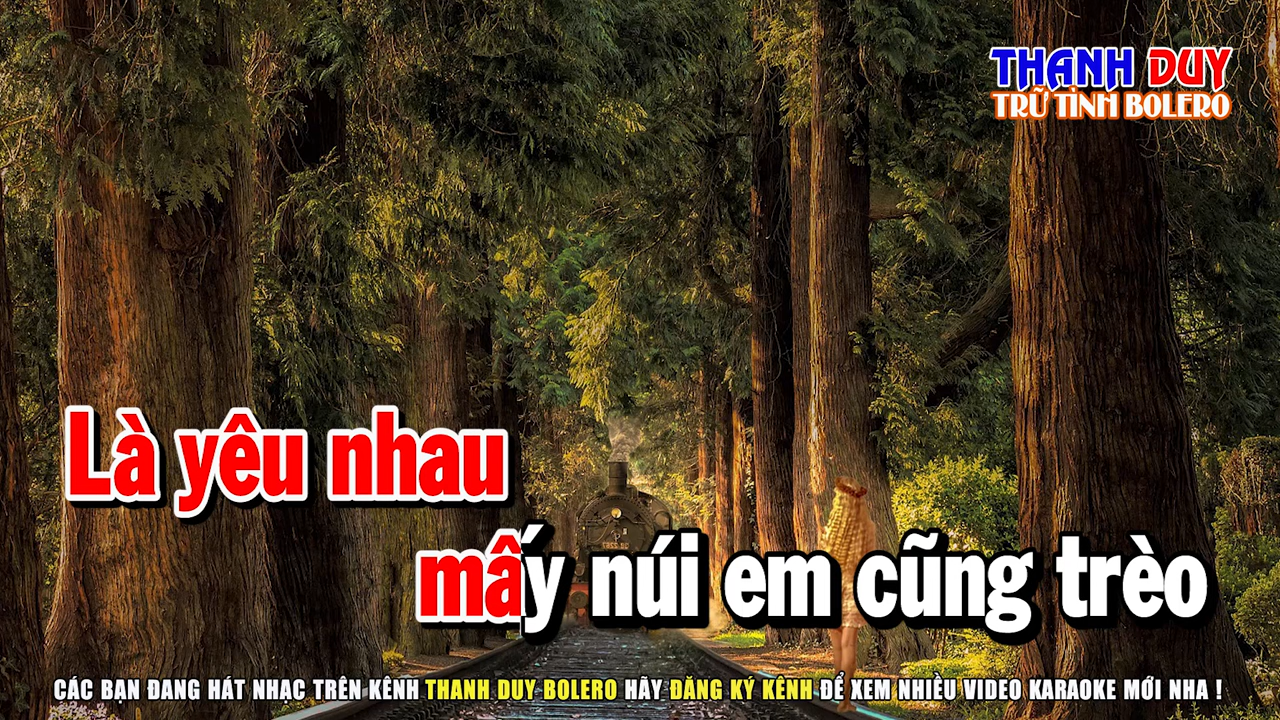 THANH DUY
TRỮ TÌNH BOLERO
Là yêu nhau
mấy núi em cũng trèo
CÁC BẠN ĐANG HÁT NHẠC TRÊN KÊNH THANH DUY BOLERO HÃY ĐĂNG KÝ KÊNH ĐỂ XEM NHIỀU VIDEO KARAOKE MỚI NHA !